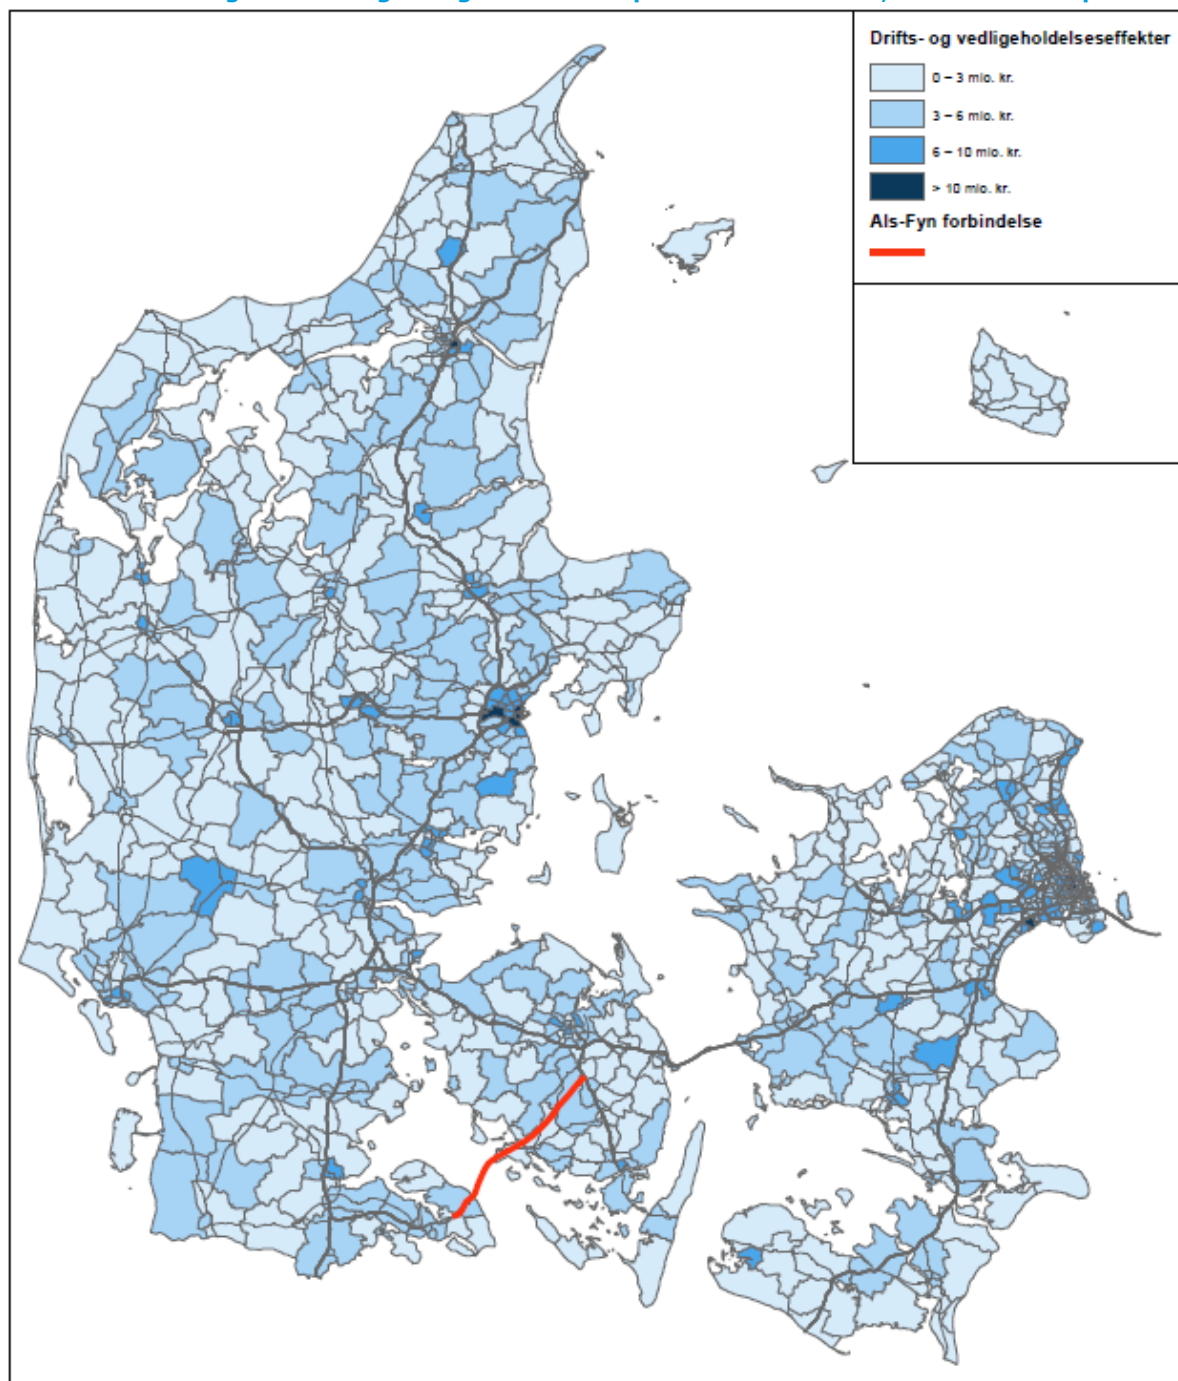 Drifts- og vedligeholdelseseffekter
0 – 3 mio. kr.
3 – 6 mio. kr.
6 – 10 mio. kr.
> 10 mio. kr.
Als-Fyn forbindelse